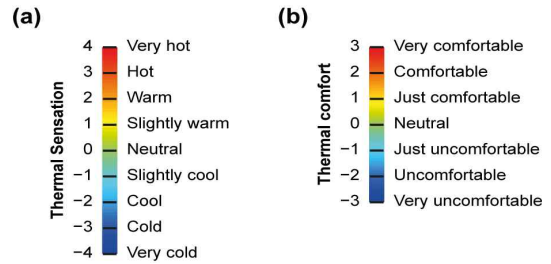 (a)
Thermal Sensation
4 Very hot
3 Hot
2 Warm
1 Slightly warm
0 Neutral
−1 Slightly cool
−2 Cool
−3 Cold
−4 Very cold
(b)
Thermal comfort
3 Very comfortable
2 Comfortable
1 Just comfortable
0 Neutral
−1 Just uncomfortable
−2 Uncomfortable
−3 Very uncomfortable